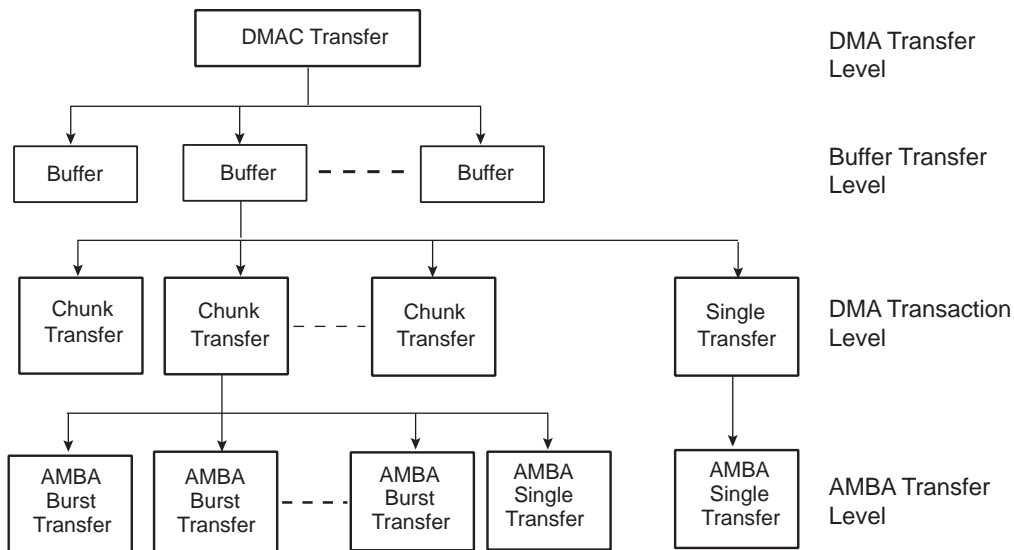 DMAC Transfer
DMA Transfer
Level
Buffer
Buffer
Buffer
Buffer Transfer
Level
Chunk
Transfer
Chunk
Transfer
Chunk
Transfer
Single
Transfer
DMA Transaction
Level
AMBA
Burst
Transfer
AMBA
Burst
Transfer
AMBA
Burst
Transfer
AMBA
Single
Transfer
AMBA
Single
Transfer
AMBA Transfer
Level